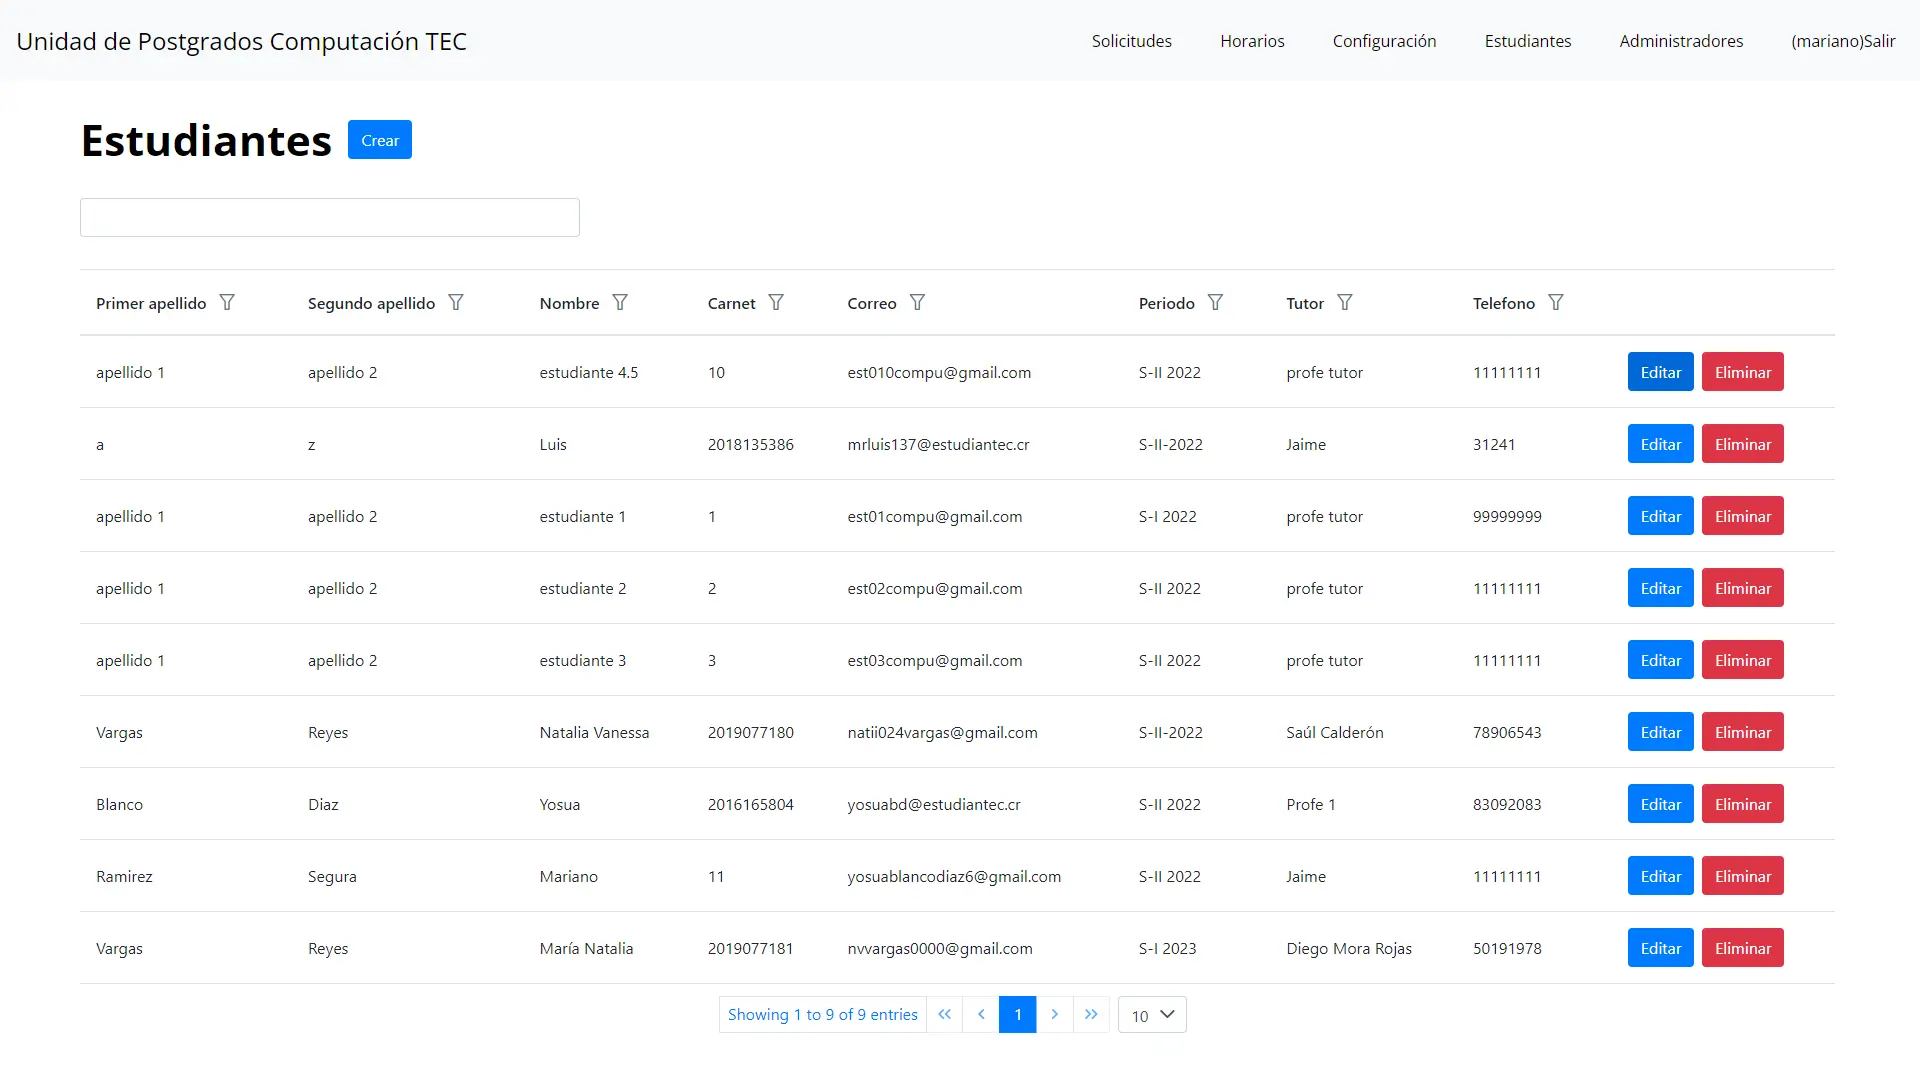 Unidad de Postgrados Computación TEC Solicitudes Horarios Configuración Estudiantes Administradores (mariano)Salir
Estudiantes Crear
Primer apellido Segundo apellido Nombre Carnet Correo Periodo Tutor Telefono
apellido 1 apellido 2 estudiante 4.5 10 est010compu@gmail.com S-II 2022 profe tutor 11111111 Editar Eliminar
a z Luis 2018135386 mrluis137@estudiantec.cr S-II-2022 Jaime 31241 Editar Eliminar
apellido 1 apellido 2 estudiante 1 1 est01compu@gmail.com S-I 2022 profe tutor 99999999 Editar Eliminar
apellido 1 apellido 2 estudiante 2 2 est02compu@gmail.com S-II 2022 profe tutor 11111111 Editar Eliminar
apellido 1 apellido 2 estudiante 3 3 est03compu@gmail.com S-II 2022 profe tutor 11111111 Editar Eliminar
Vargas Reyes Natalia Vanessa 2019077180 natii024vargas@gmail.com S-II-2022 Saúl Calderón 78906543 Editar Eliminar
Blanco Diaz Yosua 2016165804 yosuabd@estudiantec.cr S-II 2022 Profe 1 83092083 Editar Eliminar
Ramirez Segura Mariano 11 yosuablancodiaz6@gmail.com S-II 2022 Jaime 11111111 Editar Eliminar
Vargas Reyes María Natalia 2019077181 nvvargas0000@gmail.com S-I 2023 Diego Mora Rojas 50191978 Editar Eliminar
Showing 1 to 9 of 9 entries 1 10